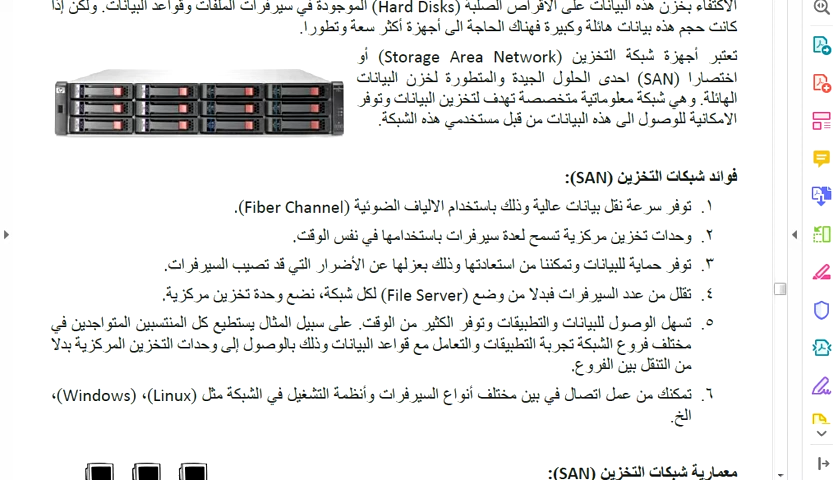 الاكتفاء بخزن هذه البيانات على الاقراص الصلبة (Hard Disks) الموجودة في سيرفرات الملفات وقواعد البيانات. ولكن إذا
كانت حجم هذه بيانات هائلة وكبيرة فهناك الحاجة الى أجهزة أكثر سعة وتطورا.
تعتبر أجهزة شبكة التخزين (Storage Area Network) أو
اختصارا (SAN) احدى الحلول الجيدة والمتطورة لخزن البيانات
الهائلة. وهي شبكة معلوماتية متخصصة تهدف لتخزين البيانات وتوفر
الامكانية للوصول الى هذه البيانات من قبل مستخدمي هذه الشبكة.
فوائد شبكات التخزين (SAN):
١. توفر سرعة نقل بيانات عالية وذلك باستخدام الالياف الضوئية (Fiber Channel).
٢. وحدات تخزين مركزية تسمح لعدة سيرفرات باستخدامها في نفس الوقت.
٣. توفر حماية للبيانات وتمكننا من استعادتها وذلك بعزلها عن الأضرار التي قد تصيب السيرفرات.
٤. تقلل من عدد السيرفرات فبدلا من وضع (File Server) لكل شبكة، نضع وحدة تخزين مركزية.
٥. تسهل الوصول للبيانات والتطبيقات وتوفر الكثير من الوقت. على سبيل المثال يستطيع كل المنتسبين المتواجدين في
مختلف فروع الشبكة تجربة التطبيقات والتعامل مع قواعد البيانات وذلك بالوصول إلى وحدات التخزين المركزية بدلا
من التنقل بين الفروع.
٦. تمكنك من عمل اتصال في بين مختلف أنواع السيرفرات وأنظمة التشغيل في الشبكة مثل (Linux)، (Windows)،
الخ.
معمارية شبكات التخزين (SAN):